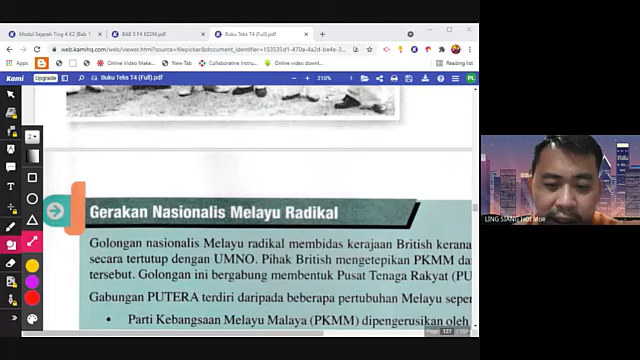 Modul Sejarah Ting 4 K2 (Bab 1
BAB 5 F4 KSSM.pdf
Buku Teks T4 (Full).pdf
web.kamihq.com/web/viewer.html?source=filepicker&document_identifier=153535d1-470a-4a2d-be4e-3...
Apps
Blogger
Online Video Make...
New Tab
Collaborative Instru...
Online Video Editor...
Reading list
Kami
Upgrade
Buku Teks T4 (Full).pdf
210%
PL
Gerakan Nasionalis Melayu Radikal
Golongan nasionalis Melayu radikal membidas kerajaan British kerana
secara tertutup dengan UMNO. Pihak British mengetepikan PKMM da
tersebut. Golongan ini bergabung membentuk Pusat Tenaga Rakyat (PU
Gabungan PUTERA terdiri daripada beberapa pertubuhan Melayu sepe
• Parti Kebangsaan Melayu Malaya (PKMM) dipengerusikan oleh
Page 127
LING SIANG HOI Moe